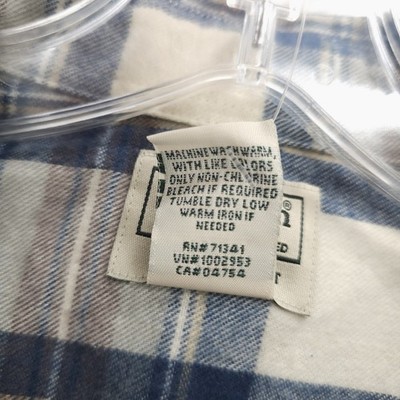 MACHINE WASH WARM,
WITH LIKE COLORS
ONLY NON-CHLORINE
BLEACH IF REQUIRED
TUMBLE DRY LOW
WARM IRON IF
NEEDED
RN#71341
VN#1002953
CA#04754